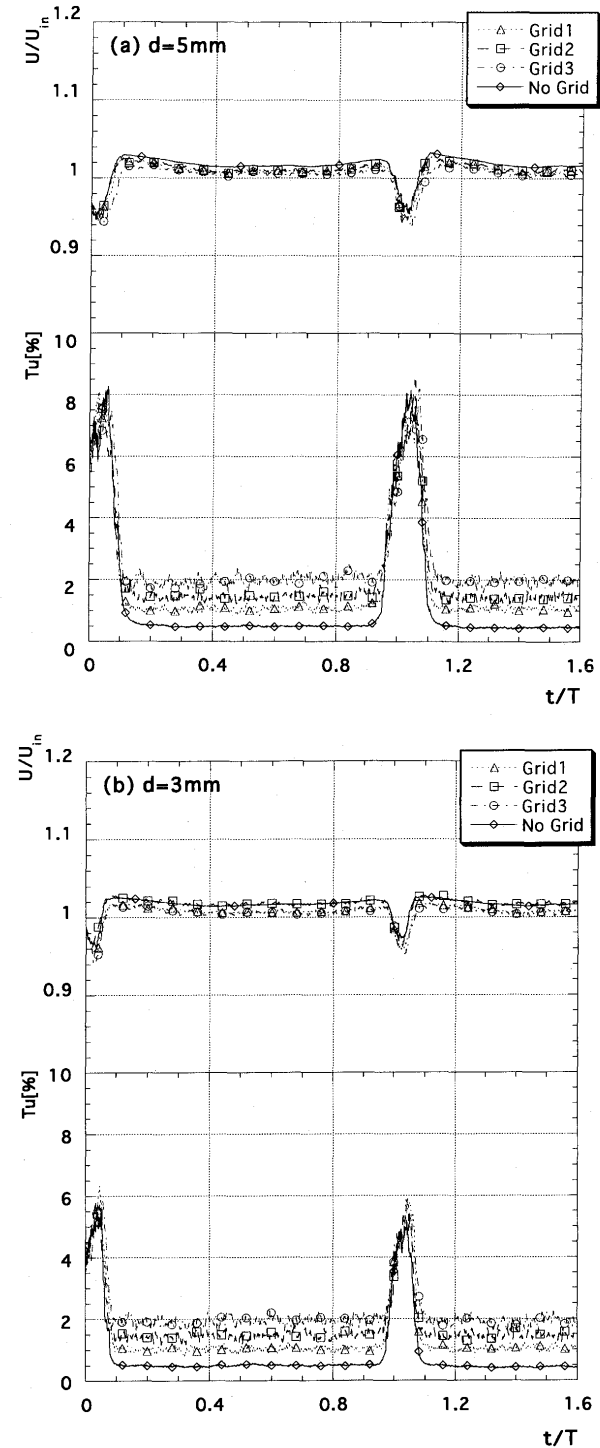 U/U_in
1.2
1.1
1
0.9
(a) d=5mm
Grid1
Grid2
Grid3
No Grid
Tu[%]
10
8
6
4
2
0
0 0.4 0.8 1.2 1.6
t/T
U/U_in
1.2
1.1
1
0.9
(b) d=3mm
Grid1
Grid2
Grid3
No Grid
Tu[%]
10
8
6
4
2
0
0 0.4 0.8 1.2 1.6
t/T